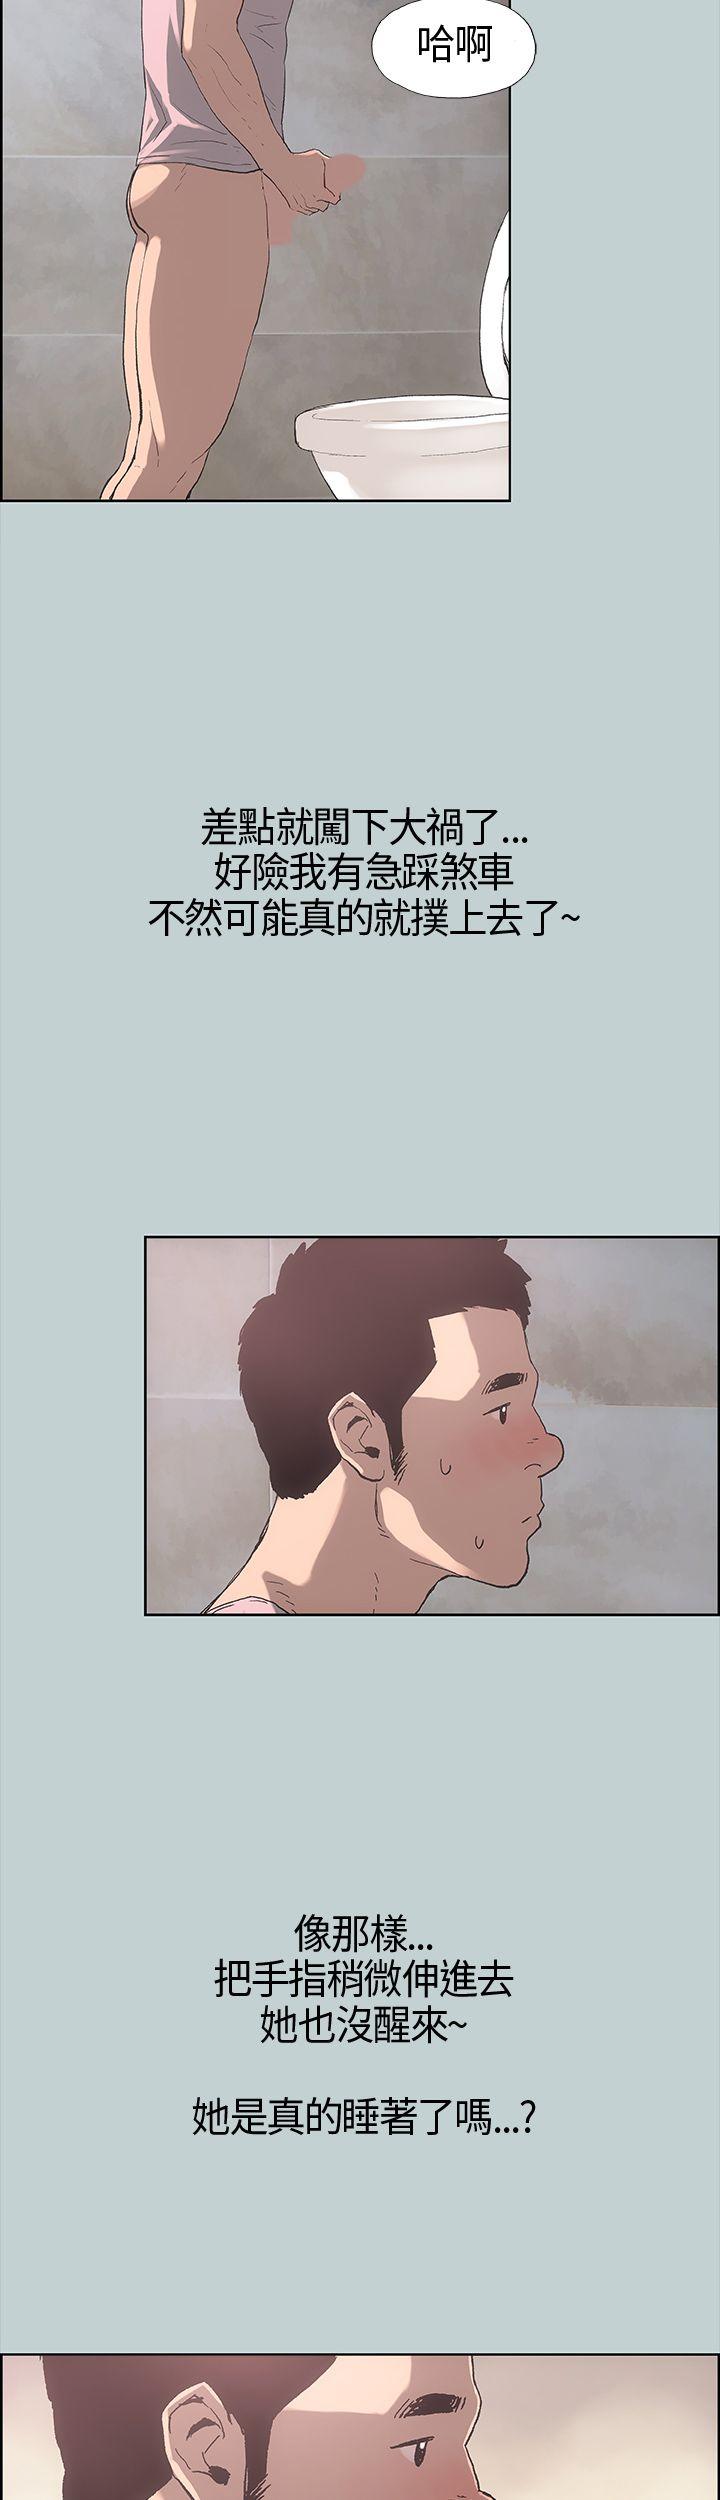 哈啊
差點就闖下大禍了...
好險我有急踩煞車
不然可能真的就撲上去了~
像那樣...
把手指稍微伸進去
她也沒醒來~
她是真的睡著了嗎...?